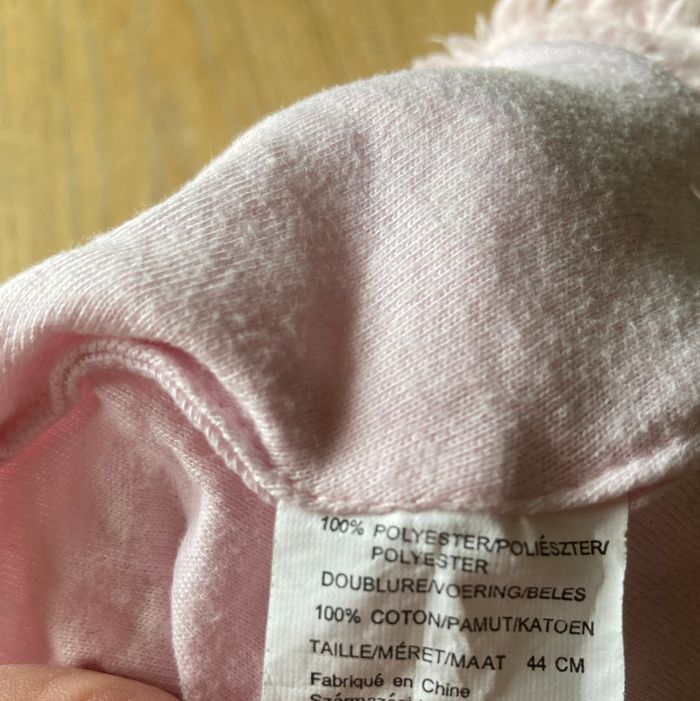 100% POLYESTER/POLIÉSZTER/
POLYESTER
DOUBLURE/VOERING/BELES
100% COTON/PAMUT/KATOEN
TAILLE/MÉRET/MAAT 44 CM
Fabriqué en Chine